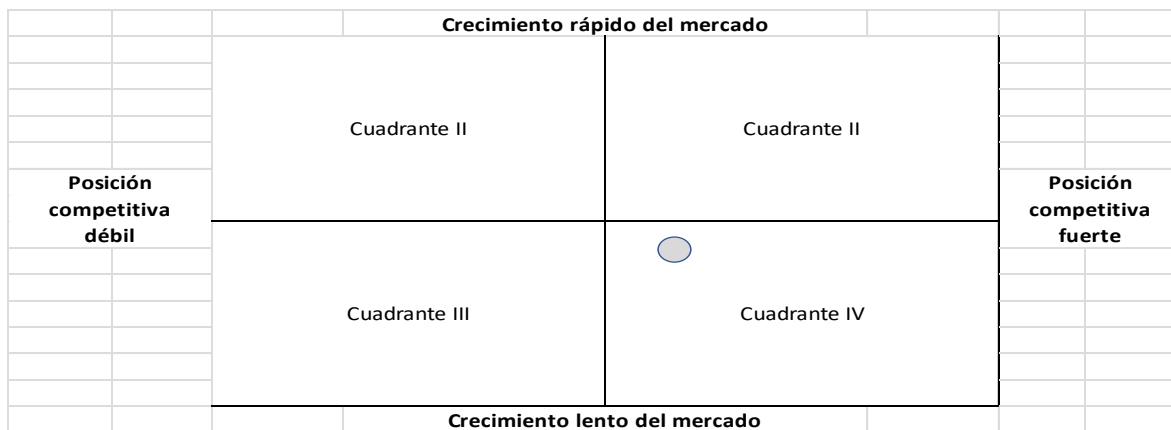 Crecimiento rápido del mercado
Cuadrante II
Cuadrante II
Posición
competitiva
débil
Posición
competitiva
fuerte
Cuadrante III
Cuadrante IV
Crecimiento lento del mercado